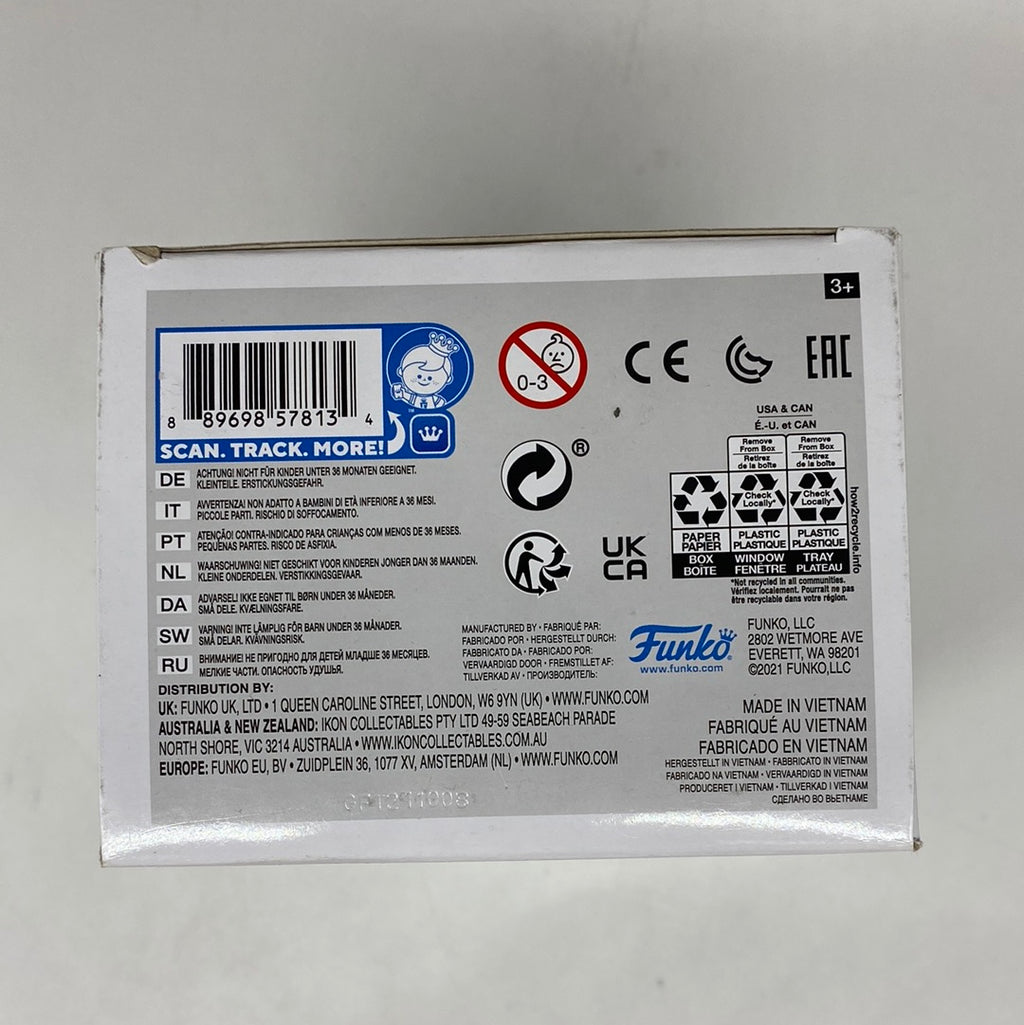 3+
8 89698 57813 4
SCAN. TRACK. MORE!
™
0-3
CE
EAC
®
UK
CA
USA & CAN
É.-U. et CAN
Remove From Box
Retirez de la boîte
Remove From Box
Retirez de la boîte
Check Locally*
Check Locally*
PAPER PAPIER
PLASTIC PLASTIQUE
PLASTIC PLASTIQUE
BOX BOÎTE
WINDOW FENÊTRE
TRAY PLATEAU
how2recycle.info
*Not recycled in all communities.
Vérifiez localement. Pourrait ne pas
être recyclable dans votre région.
DE ACHTUNG! NICHT FÜR KINDER UNTER 36 MONATEN GEEIGNET.
KLEINTEILE. ERSTICKUNGSGEFAHR.
IT AVVERTENZA! NON ADATTO A BAMBINI DI ETÀ INFERIORE A 36 MESI.
PICCOLE PARTI. RISCHIO DI SOFFOCAMENTO.
PT ATENÇÃO! CONTRA-INDICADO PARA CRIANÇAS COM MENOS DE 36 MESES.
PEQUENAS PARTES. RISCO DE ASFIXIA.
NL WAARSCHUWING! NIET GESCHIKT VOOR KINDEREN JONGER DAN 36 MAANDEN.
KLEINE ONDERDELEN. VERSTIKKINGSGEVAAR.
DA ADVARSEL! IKKE EGNET TIL BØRN UNDER 36 MÅNEDER.
SMÅ DELE. KVÆLNINGSFARE.
SW VARNING! INTE LÄMPLIG FÖR BARN UNDER 36 MÅNADER.
SMÅ DELAR. KVÄVNINGSRISK.
RU ВНИМАНИЕ! НЕ ПРИГОДНО ДЛЯ ДЕТЕЙ МЛАДШЕ 36 МЕСЯЦЕВ.
МЕЛКИЕ ЧАСТИ. ОПАСНОСТЬ УДУШЬЯ.
MANUFACTURED BY • FABRIQUÉ PAR:
FABRICADO POR • HERGESTELLT DURCH:
FABBRICATO DA • FABRICADO POR:
VERVAARDIGD DOOR • FREMSTILLET AF:
TILLVERKAD AV • ПРОИЗВОДИТЕЛЬ:
Funko®
www.funko.com
FUNKO, LLC
2802 WETMORE AVE
EVERETT, WA 98201
©2021 FUNKO,LLC
DISTRIBUTION BY:
UK: FUNKO UK, LTD • 1 QUEEN CAROLINE STREET, LONDON, W6 9YN (UK) • WWW.FUNKO.COM
AUSTRALIA & NEW ZEALAND: IKON COLLECTABLES PTY LTD 49-59 SEABEACH PARADE
NORTH SHORE, VIC 3214 AUSTRALIA • WWW.IKONCOLLECTABLES.COM.AU
EUROPE: FUNKO EU, BV • ZUIDPLEIN 36, 1077 XV, AMSTERDAM (NL) • WWW.FUNKO.COM
MADE IN VIETNAM
FABRIQUÉ AU VIETNAM
FABRICADO EN VIETNAM
HERGESTELLT IN VIETNAM • FABBRICATO IN VIETNAM
FABRICADO NA VIETNAM • VERVAARDIGD IN VIETNAM
PRODUCERET I VIETNAM • TILLVERKAD I VIETNAM
СДЕЛАНО ВО ВЬЕТНАМЕ